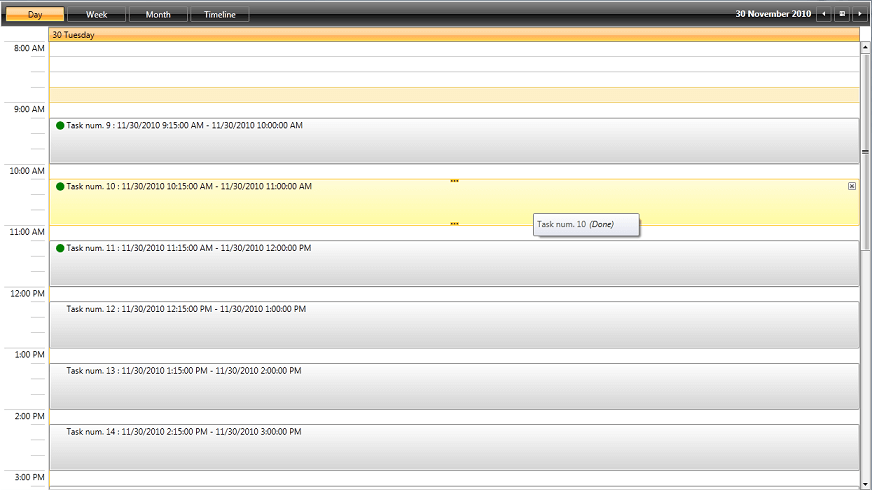 Day Week Month Timeline 30 November 2010
30 Tuesday
8:00 AM
9:00 AM
Task num. 9 : 11/30/2010 9:15:00 AM - 11/30/2010 10:00:00 AM
10:00 AM
Task num. 10 : 11/30/2010 10:15:00 AM - 11/30/2010 11:00:00 AM
Task num. 10 (Done)
11:00 AM
Task num. 11 : 11/30/2010 11:15:00 AM - 11/30/2010 12:00:00 PM
12:00 PM
Task num. 12 : 11/30/2010 12:15:00 PM - 11/30/2010 1:00:00 PM
1:00 PM
Task num. 13 : 11/30/2010 1:15:00 PM - 11/30/2010 2:00:00 PM
2:00 PM
Task num. 14 : 11/30/2010 2:15:00 PM - 11/30/2010 3:00:00 PM
3:00 PM